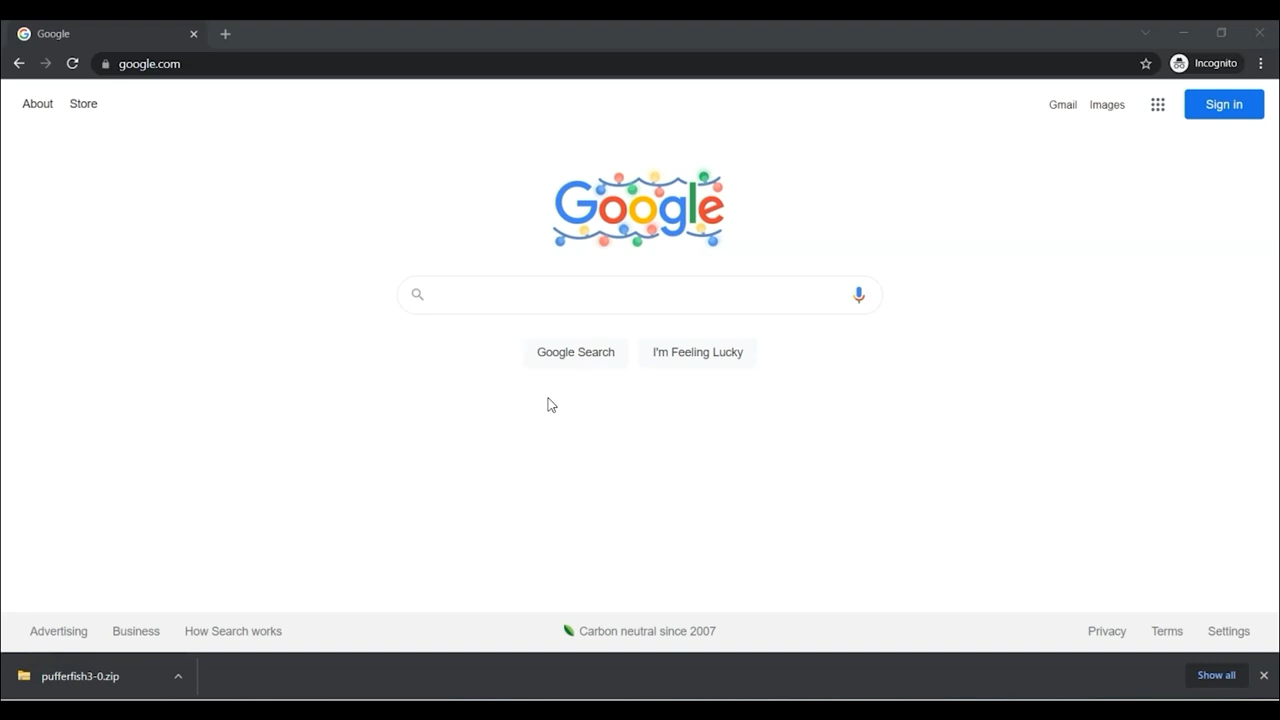 Google
google.com
Incognito
About Store
Gmail Images
Sign in
Google
Google Search
I'm Feeling Lucky
Advertising Business How Search works
Carbon neutral since 2007
Privacy Terms Settings
pufferfish3-0.zip
Show all